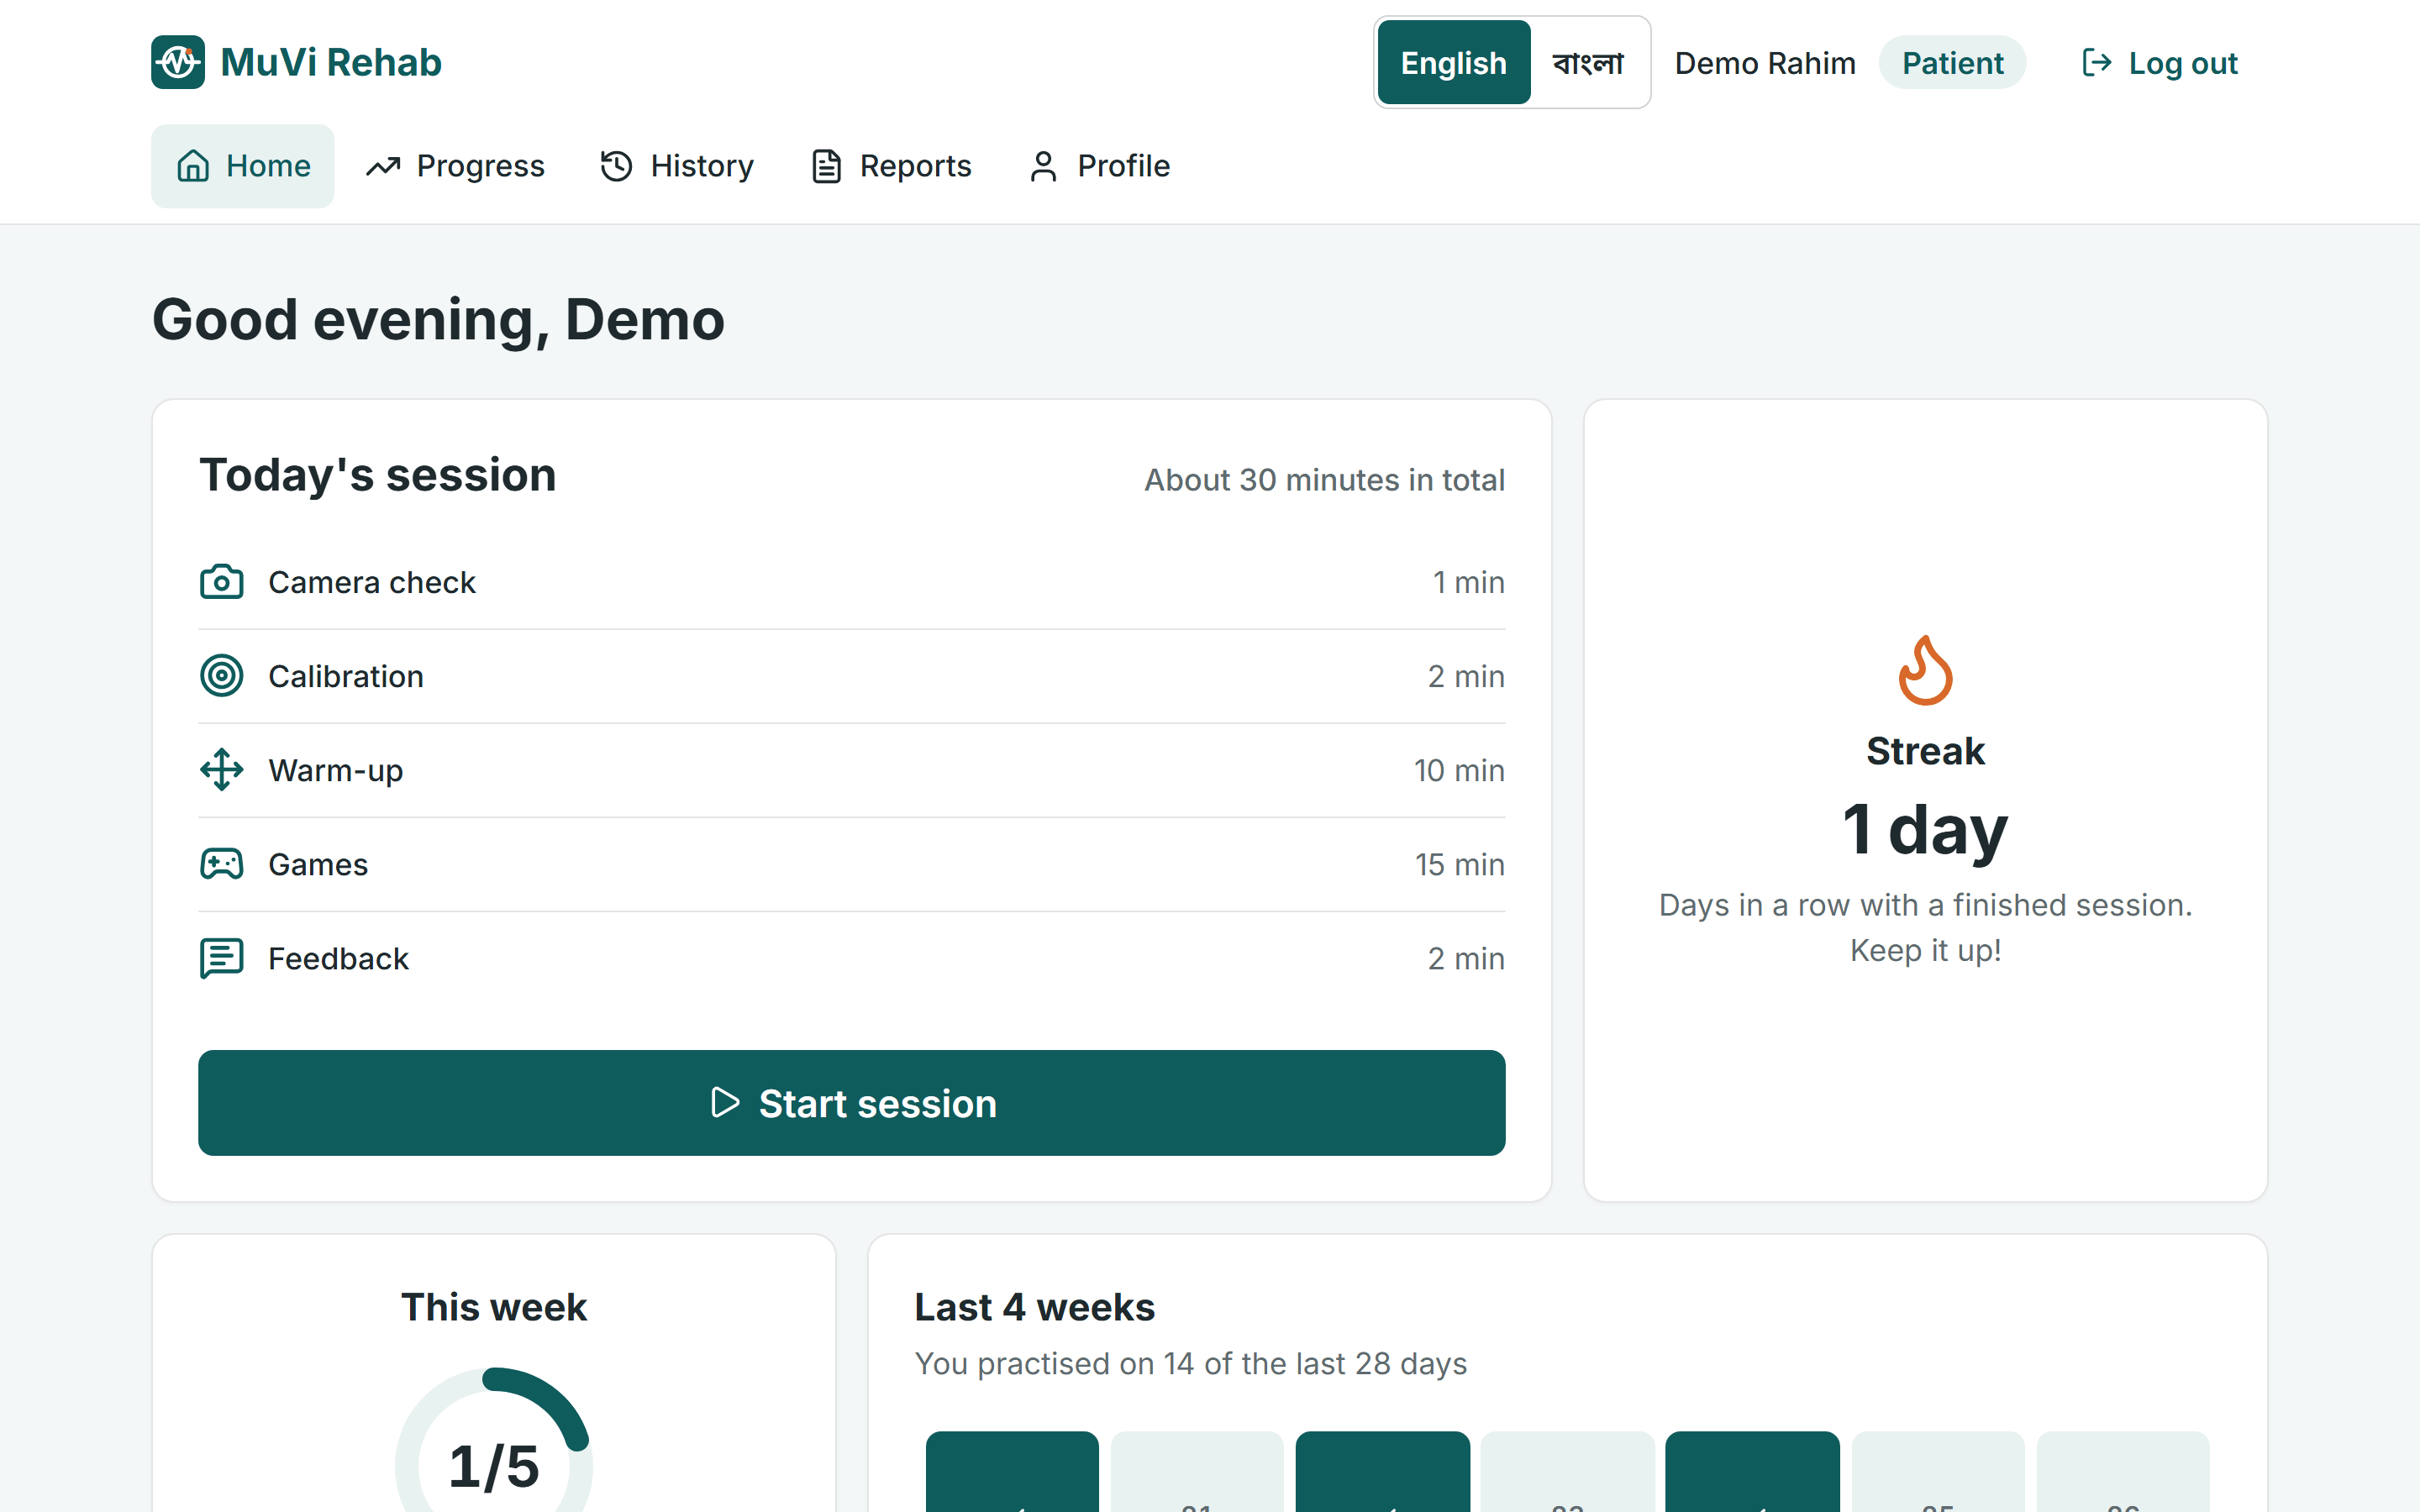 MuVi Rehab
English
বাংলা
Demo Rahim
Patient
Log out
Home
Progress
History
Reports
Profile
Good evening, Demo
Today's session
About 30 minutes in total
Camera check
1 min
Calibration
2 min
Warm-up
10 min
Games
15 min
Feedback
2 min
Start session
Streak
1 day
Days in a row with a finished session.
Keep it up!
This week
1/5
Last 4 weeks
You practised on 14 of the last 28 days